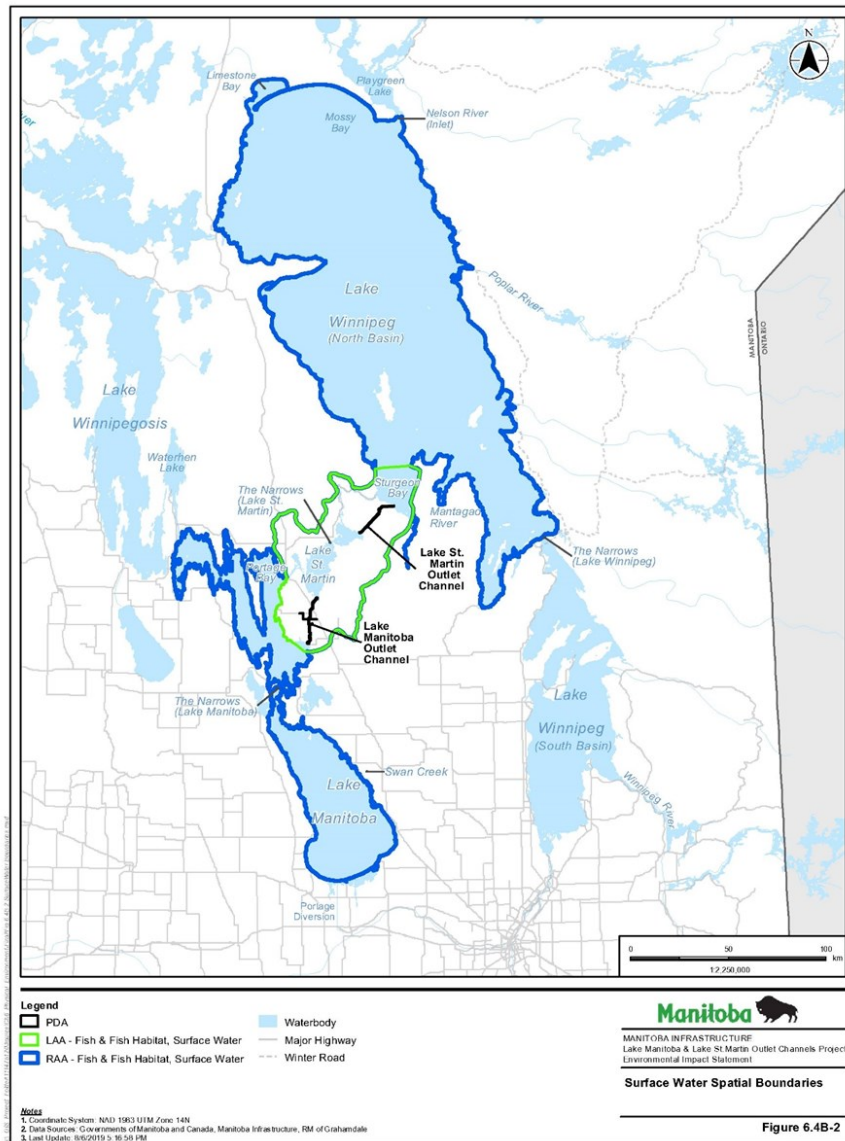 N
Limestone
Bay
Playgreen
Lake
Mossy
Bay
Nelson River
(Inlet)
Poplar River
MANITOBA
ONTARIO
Lake
Winnipeg
(North Basin)
Lake
Winnipegosis
Waterhen
Lake
The Narrows
(Lake St.
Martin)
Sturgeon
Bay
Mantagao
River
Lake St.
Martin
Outlet
Channel
The Narrows
(Lake Winnipeg)
Portage
Bay
Lake
St
Martin
Lake
Manitoba
Outlet
Channel
The Narrows
(Lake Manitoba)
Lake
Winnipeg
(South Basin)
Swan Creek
Lake
Manitoba
Winnipeg
River
Portage
Diversion
0 50 100
km
1:2,250,000
Legend
PDA
LAA - Fish & Fish Habitat, Surface Water
RAA - Fish & Fish Habitat, Surface Water
Waterbody
Major Highway
Winter Road
Manitoba
MANITOBA INFRASTRUCTURE
Lake Manitoba & Lake St.Martin Outlet Channels Project
Environmental Impact Statement
Surface Water Spatial Boundaries
Notes
1. Coordinate System: NAD 1983 UTM Zone 14N
2. Data Sources: Governments of Manitoba and Canada, Manitoba Infrastructure, RM of Grahamdale
3. Last Update: 8/6/2019 5:16:58 PM
Figure 6.4B-2